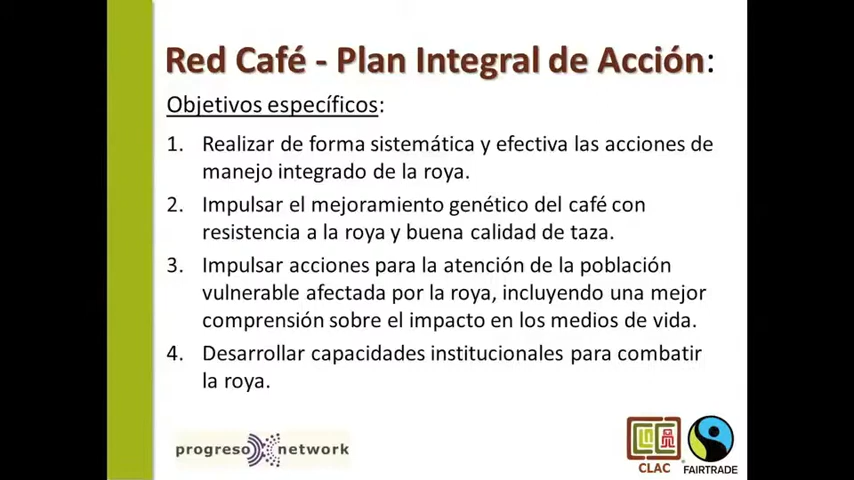 Red Café - Plan Integral de Acción:
Objetivos específicos:
1. Realizar de forma sistemática y efectiva las acciones de
manejo integrado de la roya.
2. Impulsar el mejoramiento genético del café con
resistencia a la roya y buena calidad de taza.
3. Impulsar acciones para la atención de la población
vulnerable afectada por la roya, incluyendo una mejor
comprensión sobre el impacto en los medios de vida.
4. Desarrollar capacidades institucionales para combatir
la roya.
progreso network
CLAC
FAIRTRADE